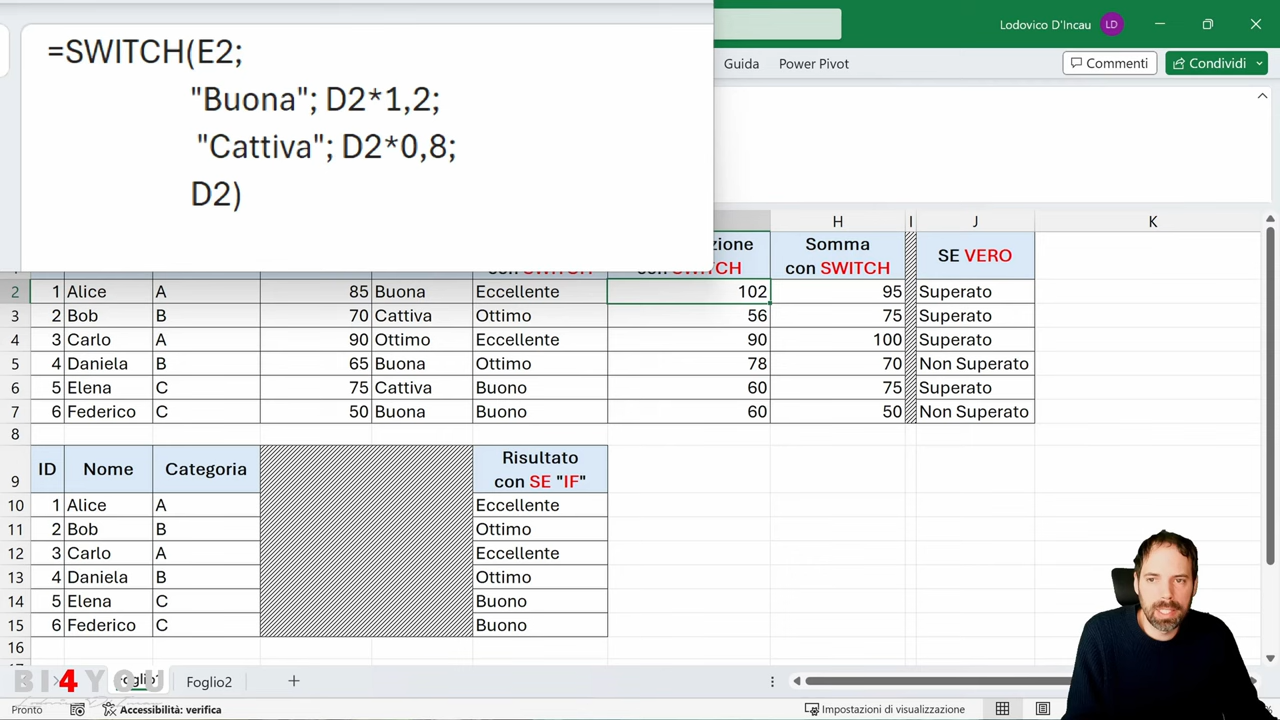 =SWITCH(E2;
"Buona"; D2*1,2;
"Cattiva"; D2*0,8;
D2)
Lodovico D'Incau LD
Guida Power Pivot Commenti Condividi
H I J K
zione
SWITCH
Somma
con SWITCH
SE VERO
2 1 Alice A 85 Buona Eccellente 102 95 Superato
3 2 Bob B 70 Cattiva Ottimo 56 75 Superato
4 3 Carlo A 90 Ottimo Eccellente 90 100 Superato
5 4 Daniela B 65 Buona Ottimo 78 70 Non Superato
6 5 Elena C 75 Cattiva Buono 60 75 Superato
7 6 Federico C 50 Buona Buono 60 50 Non Superato
8
9 ID Nome Categoria Risultato
con SE "IF"
10 1 Alice A Eccellente
11 2 Bob B Ottimo
12 3 Carlo A Eccellente
13 4 Daniela B Ottimo
14 5 Elena C Buono
15 6 Federico C Buono
16
BI4YOU
Foglio2
Pronto Accessibilità: verifica Impostazioni di visualizzazione